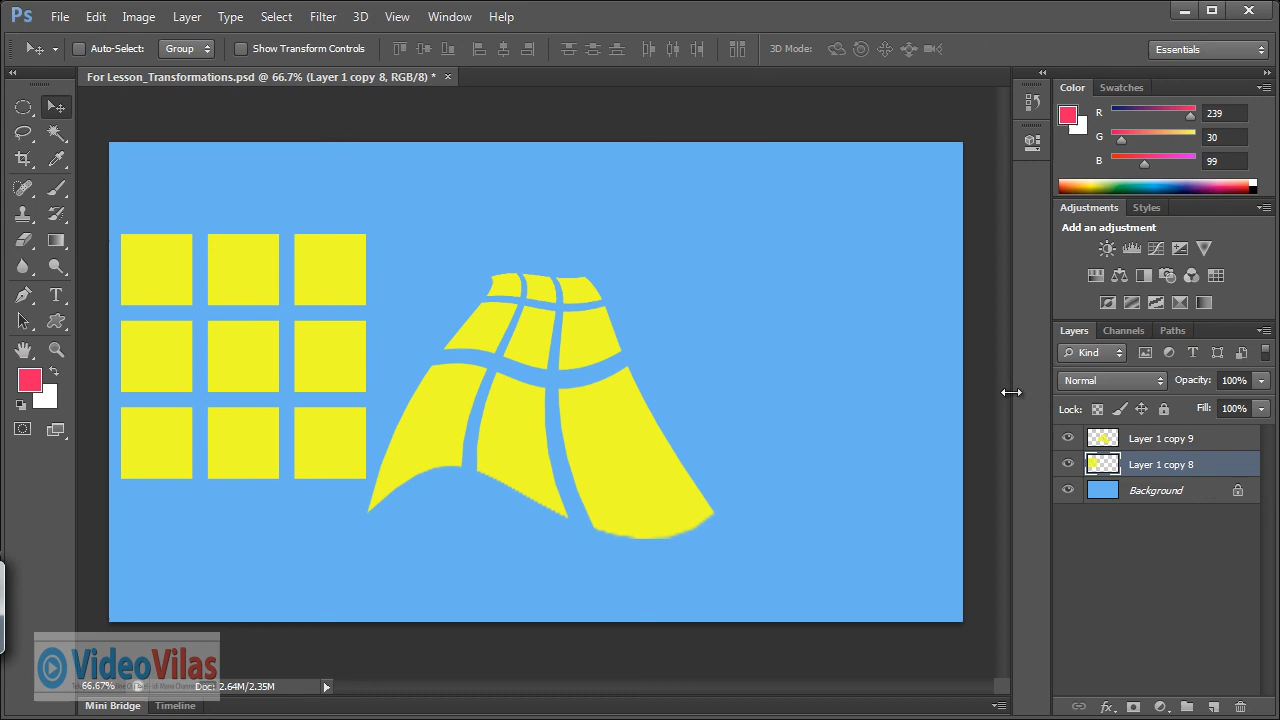 Ps File Edit Image Layer Type Select Filter 3D View Window Help
Auto-Select: Group Show Transform Controls 3D Mode: Essentials
For Lesson_Transformations.psd @ 66.7% (Layer 1 copy 8, RGB/8) * ×
Color Swatches
R 239
G 30
B 99
Adjustments Styles
Add an adjustment
Layers Channels Paths
Kind
Normal Opacity: 100%
Lock: Fill: 100%
Layer 1 copy 9
Layer 1 copy 8
Background
VideoVilas
66.67% Doc: 2.64M/2.35M
Mini Bridge Timeline
fx